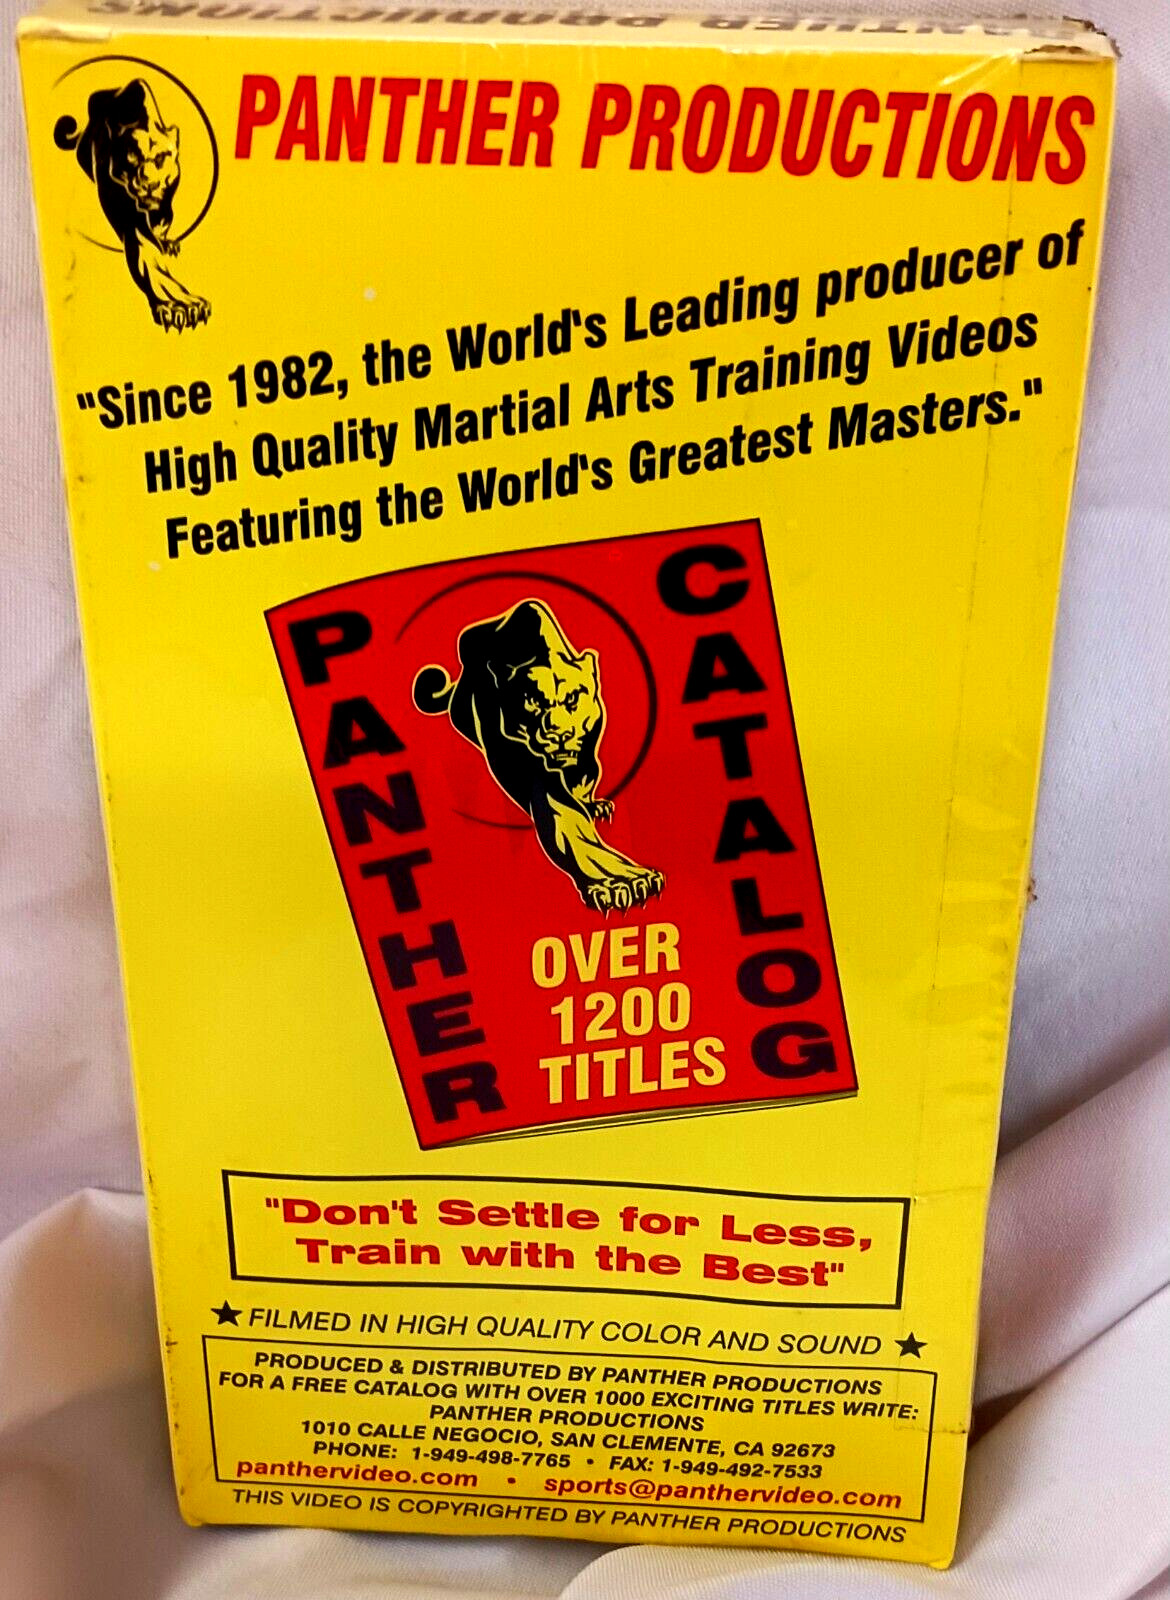 PANTHER PRODUCTIONS
PANTHER PRODUCTIONS
"Since 1982, the World's Leading producer of
High Quality Martial Arts Training Videos
Featuring the World's Greatest Masters."
PANTHER
CATALOG
OVER
1200
TITLES
"Don't Settle for Less,
Train with the Best"
★ FILMED IN HIGH QUALITY COLOR AND SOUND ★
PRODUCED & DISTRIBUTED BY PANTHER PRODUCTIONS
FOR A FREE CATALOG WITH OVER 1000 EXCITING TITLES WRITE:
PANTHER PRODUCTIONS
1010 CALLE NEGOCIO, SAN CLEMENTE, CA 92673
PHONE: 1-949-498-7765 • FAX: 1-949-492-7533
panthervideo.com • sports@panthervideo.com
THIS VIDEO IS COPYRIGHTED BY PANTHER PRODUCTIONS